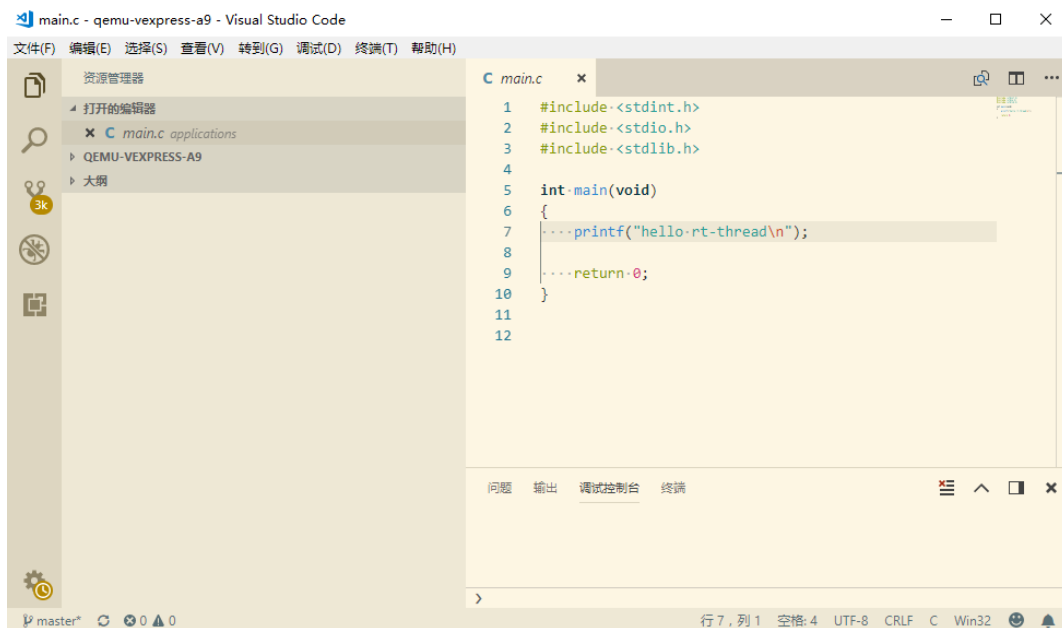 main.c - qemu-vexpress-a9 - Visual Studio Code
文件(F) 编辑(E) 选择(S) 查看(V) 转到(G) 调试(D) 终端(T) 帮助(H)
资源管理器
打开的编辑器
C main.c applications
QEMU-VEXPRESS-A9
大纲
3k
C main.c
1 #include <stdint.h>
2 #include <stdio.h>
3 #include <stdlib.h>
4
5 int main(void)
6 {
7     printf("hello rt-thread\n");
8
9     return 0;
10 }
11
12
问题 输出 调试控制台 终端
master* 0 0 行 7，列 1 空格: 4 UTF-8 CRLF C Win32